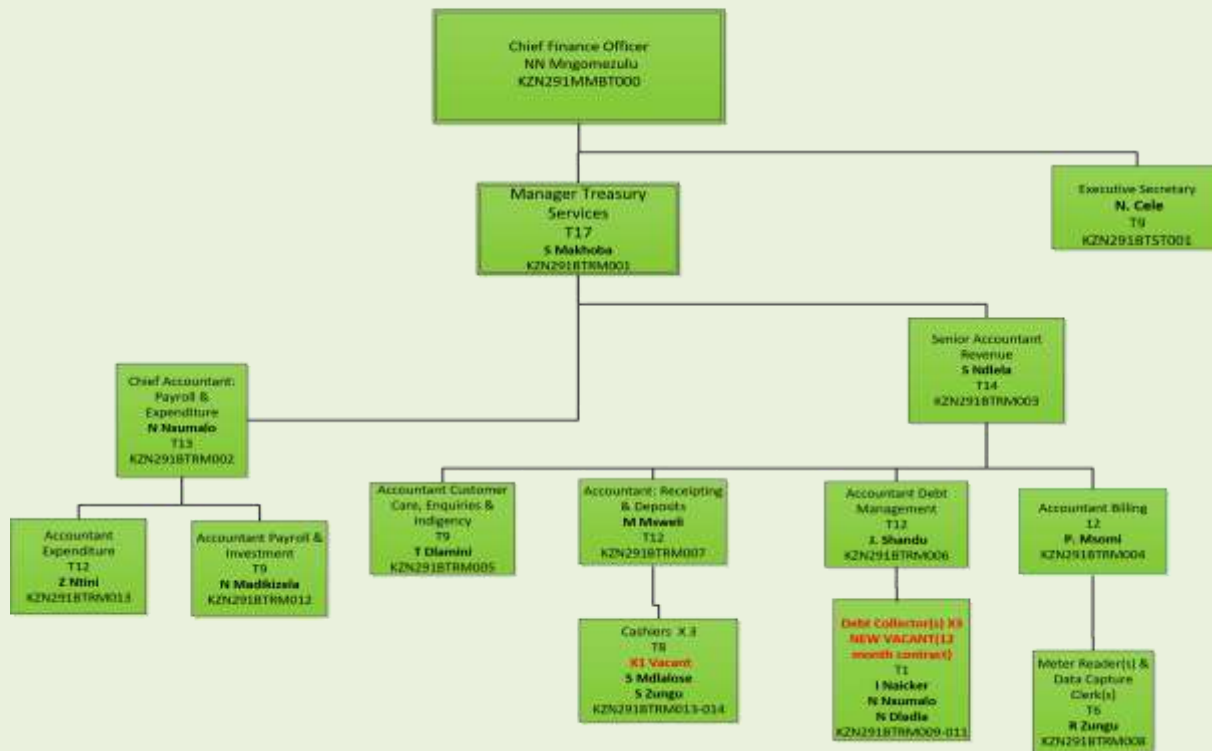 Chief Finance Officer
NN Mngomezulu
KZN291MMBT000
Manager Treasury
Services
T17
S Makhoba
KZN291BTRM001
Executive Secretary
N. Cele
T9
KZN291BTST001
Senior Accountant
Revenue
S Ndlela
T14
KZN291BTRM003
Chief Accountant:
Payroll &
Expenditure
N Nxumalo
T13
KZN291BTRM002
Accountant
Expenditure
T12
Z Ntini
KZN291BTRM013
Accountant Payroll &
Investment
T9
N Madikizela
KZN291BTRM012
Accountant Customer
Care, Enquiries &
Indigency
T9
T Dlamini
KZN291BTRM005
Accountant: Receipting
& Deposits
M Msweli
T12
KZN291BTRM007
Accountant Debt
Management
T12
J. Shandu
KZN291BTRM006
Accountant Billing
12
P. Msomi
KZN291BTRM004
Cashiers X 3
T8
X1 Vacant
S Mdlalose
S Zungu
KZN291BTRM013-014
Debt Collector(s) X3
NEW VACANT(12
month contract)
T1
I Naicker
N Nxumalo
N Dladla
KZN291BTRM009-011
Meter Reader(s) &
Data Capture
Clerk(s)
T6
R Zungu
KZN291BTRM008